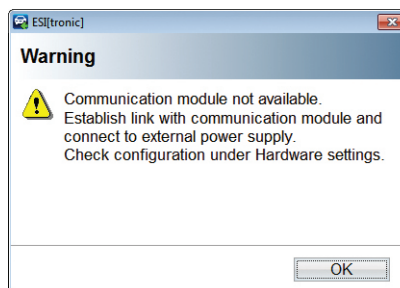 ESI[tronic]
Warning
Communication module not available.
Establish link with communication module and
connect to external power supply.
Check configuration under Hardware settings.
OK